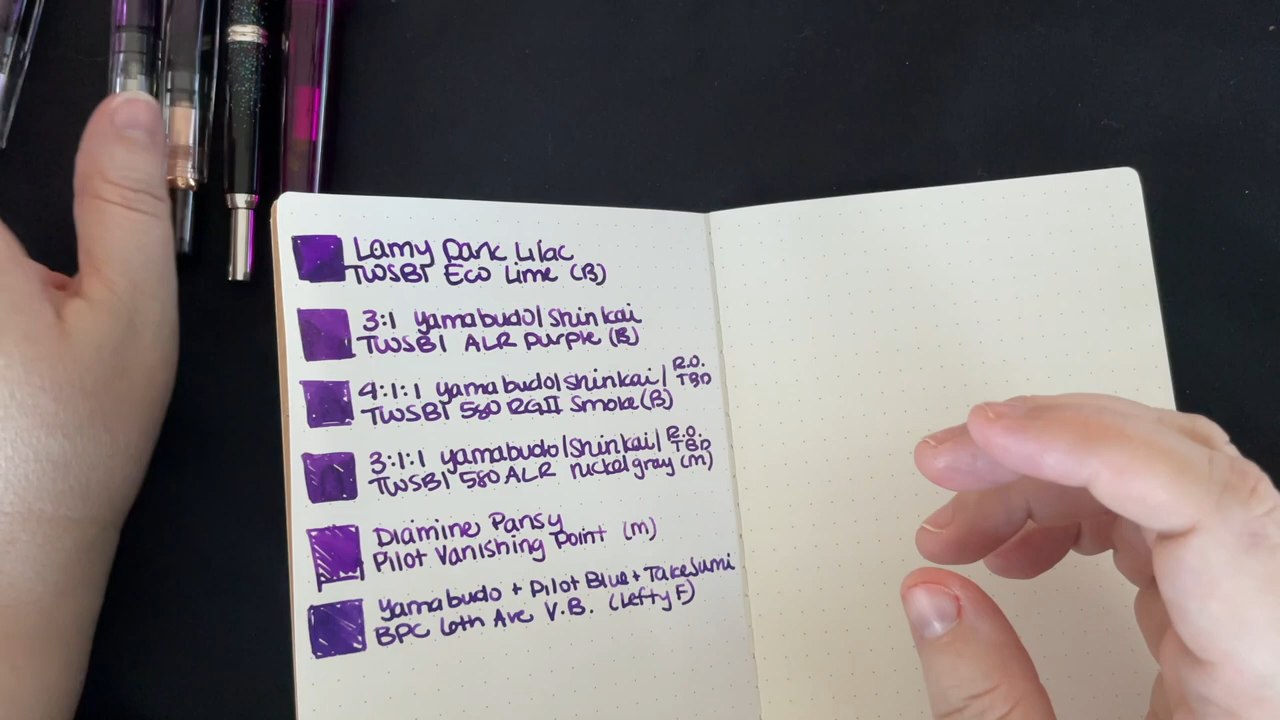 Lamy Dark Lilac
TWSBI Eco Lime (B)
3:1 Yamabudo/Shinkai
TWSBI ALR Purple (B)
4:1:1 Yamabudo/Shinkai/R.O. TBD
TWSBI 580 RGII Smoke (B)
3:1:1 Yamabudo/Shinkai/R.O. TBD
TWSBI 580 ALR nickel gray (M)
Diamine Pansy
Pilot Vanishing Point (M)
Yamabudo + Pilot Blue + TakeSumi
BPC 6th Ave V.B. (Lefty F)